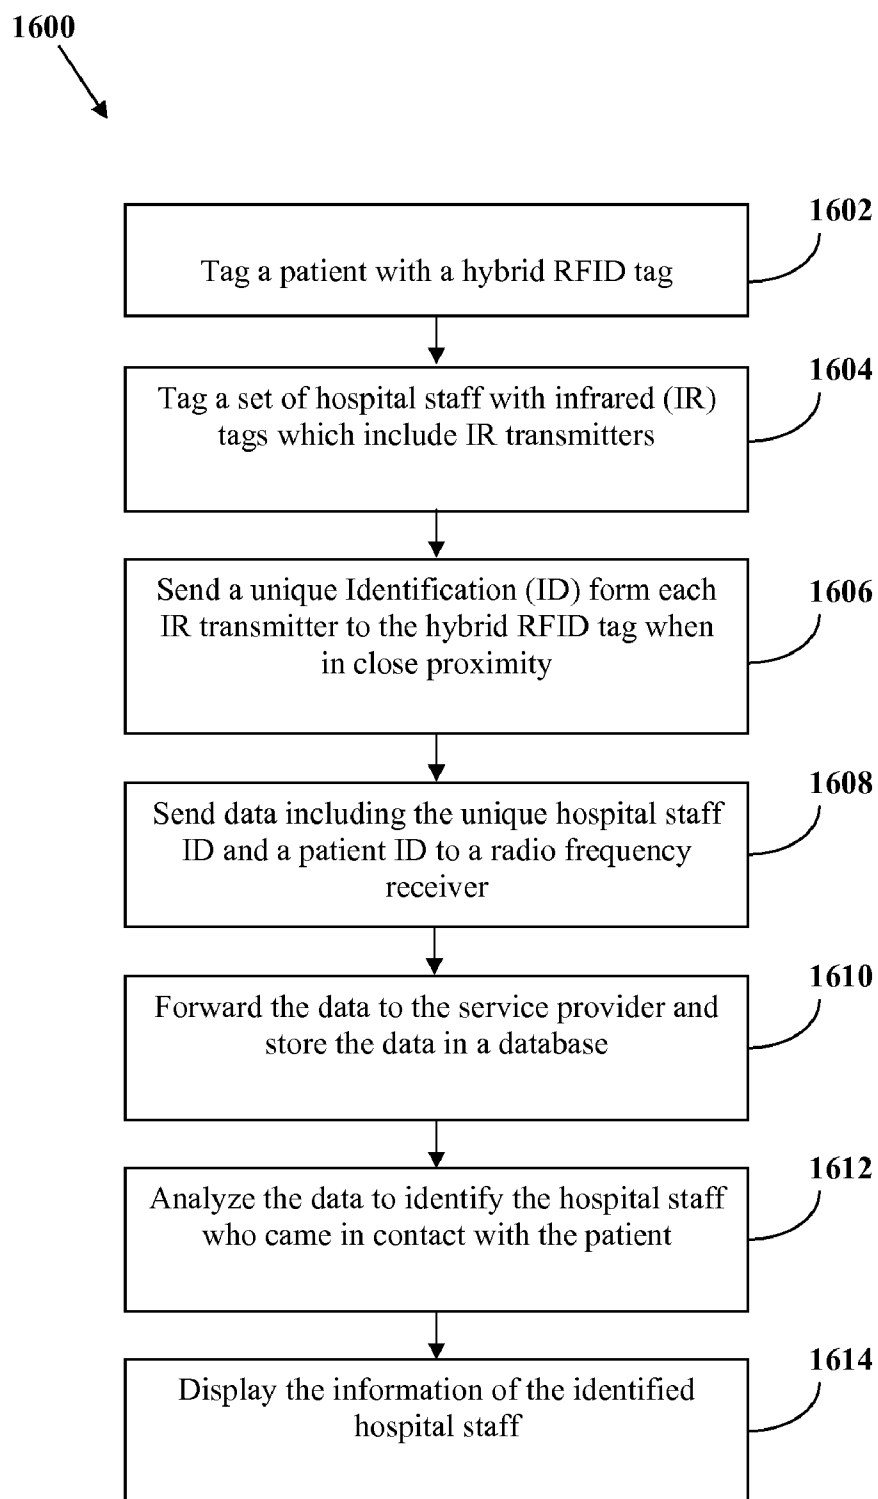 1600
1602
Tag a patient with a hybrid RFID tag
1604
Tag a set of hospital staff with infrared (IR)
tags which include IR transmitters
1606
Send a unique Identification (ID) form each
IR transmitter to the hybrid RFID tag when
in close proximity
1608
Send data including the unique hospital staff
ID and a patient ID to a radio frequency
receiver
1610
Forward the data to the service provider and
store the data in a database
1612
Analyze the data to identify the hospital staff
who came in contact with the patient
1614
Display the information of the identified
hospital staff